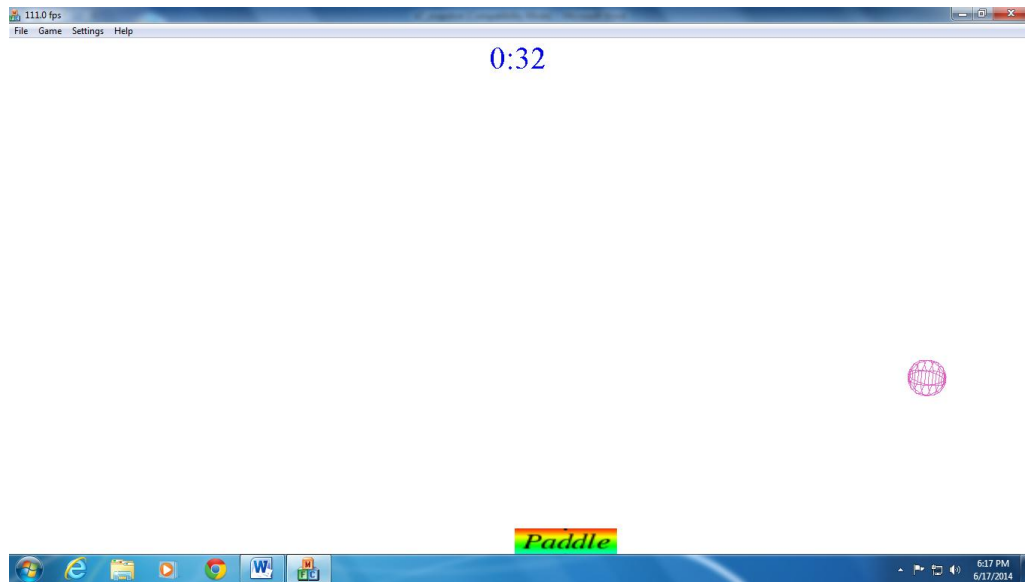 111.0 fps
File Game Settings Help
0:32
Paddle
W
M
F C
6:17 PM
6/17/2014